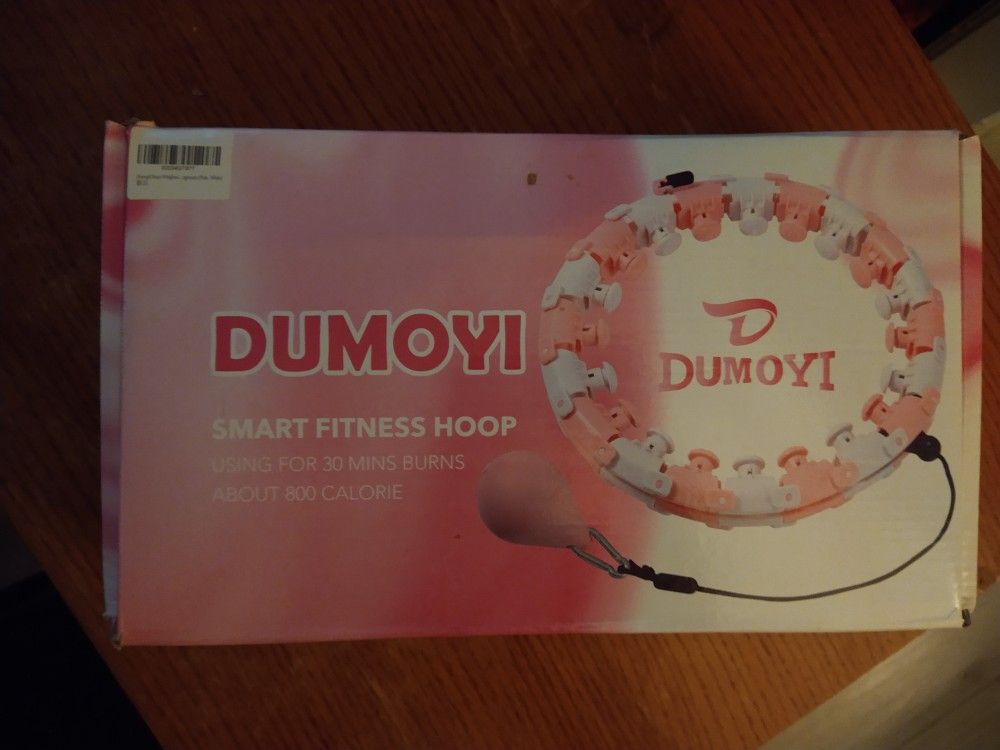 DUMOYI
SMART FITNESS HOOP
USING FOR 30 MINS BURNS
ABOUT 800 CALORIE
D
DUMOYI